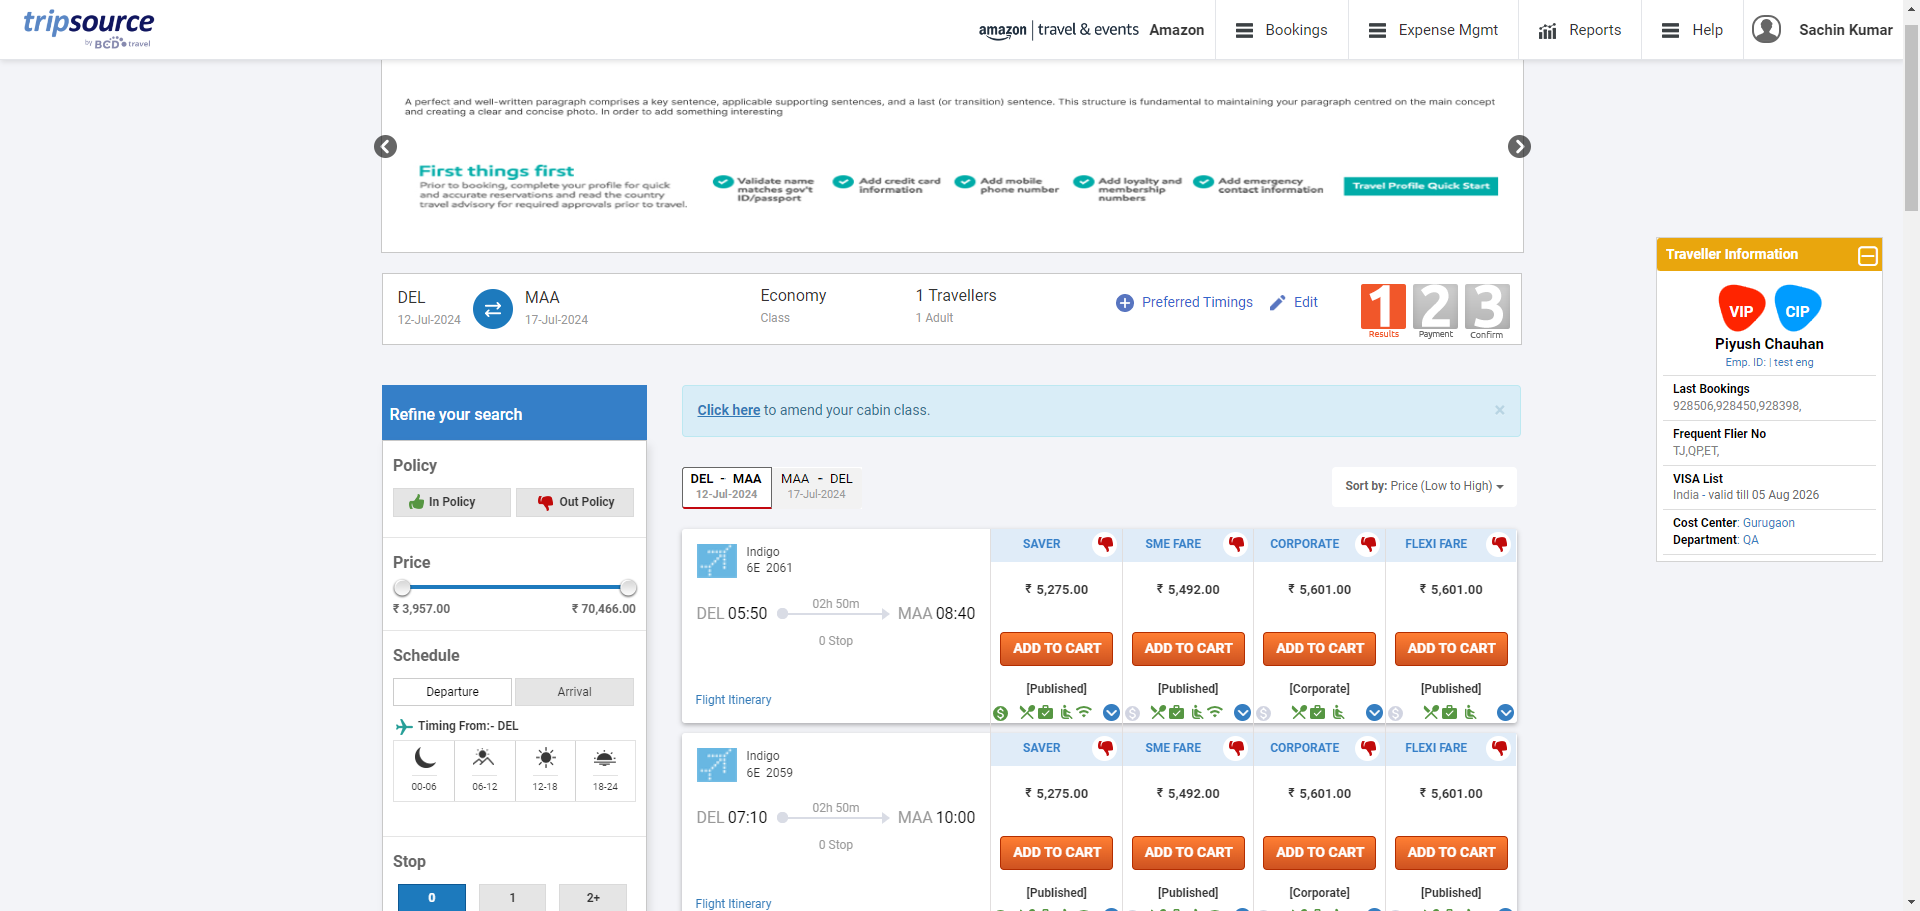 tripsource
by BCD travel
amazon | travel & events Amazon
Bookings
Expense Mgmt
Reports
Help
Sachin Kumar
A perfect and well-written paragraph comprises a key sentence, applicable supporting sentences, and a last (or transition) sentence. This structure is fundamental to maintaining your paragraph centred on the main concept
and creating a clear and concise photo. In order to add something interesting
First things first
Prior to booking, complete your profile for quick
and accurate reservations and read the country
travel advisory for required approvals prior to travel.
Validate name
matches gov't
ID/passport
Add credit card
information
Add mobile
phone number
Add loyalty and
membership
numbers
Add emergency
contact information
Travel Profile Quick Start
DEL
12-Jul-2024
MAA
17-Jul-2024
Economy
Class
1 Travellers
1 Adult
Preferred Timings
Edit
1
Results
2
Payment
3
Confirm
Traveller Information
VIP
CIP
Piyush Chauhan
Emp. ID: | test eng
Last Bookings
928506,928450,928398,
Frequent Flier No
TJ,QP,ET,
VISA List
India - valid till 05 Aug 2026
Cost Center: Gurugaon
Department: QA
Refine your search
Policy
In Policy
Out Policy
Price
₹ 3,957.00
₹ 70,466.00
Schedule
Departure
Arrival
Timing From:- DEL
00-06
06-12
12-18
18-24
Stop
0
1
2+
Click here to amend your cabin class.
×
DEL - MAA
12-Jul-2024
MAA - DEL
17-Jul-2024
Sort by: Price (Low to High)
Indigo
6E 2061
DEL 05:50
02h 50m
MAA 08:40
0 Stop
Flight Itinerary
SAVER
SME FARE
CORPORATE
FLEXI FARE
₹ 5,275.00
₹ 5,492.00
₹ 5,601.00
₹ 5,601.00
ADD TO CART
ADD TO CART
ADD TO CART
ADD TO CART
[Published]
[Published]
[Corporate]
[Published]
Indigo
6E 2059
DEL 07:10
02h 50m
MAA 10:00
0 Stop
Flight Itinerary
SAVER
SME FARE
CORPORATE
FLEXI FARE
₹ 5,275.00
₹ 5,492.00
₹ 5,601.00
₹ 5,601.00
ADD TO CART
ADD TO CART
ADD TO CART
ADD TO CART
[Published]
[Published]
[Corporate]
[Published]